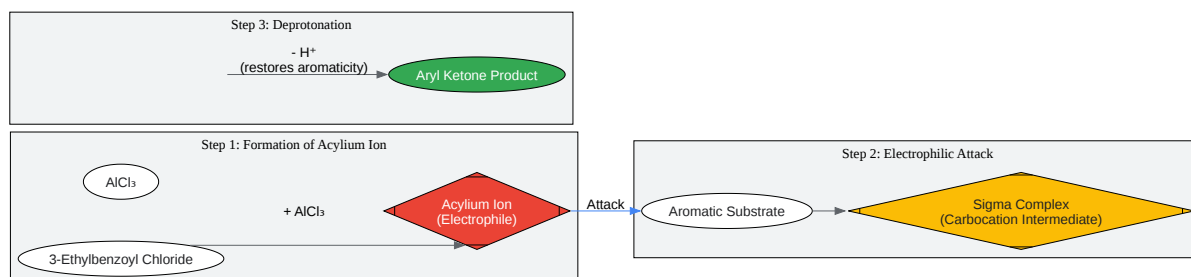 Step 3: Deprotonation
- H⁺
(restores aromaticity)
Aryl Ketone Product
Step 1: Formation of Acylium Ion
AlCl₃
+ AlCl₃
Acylium Ion
(Electrophile)
3-Ethylbenzoyl Chloride
Attack
Step 2: Electrophilic Attack
Aromatic Substrate
Sigma Complex
(Carbocation Intermediate)